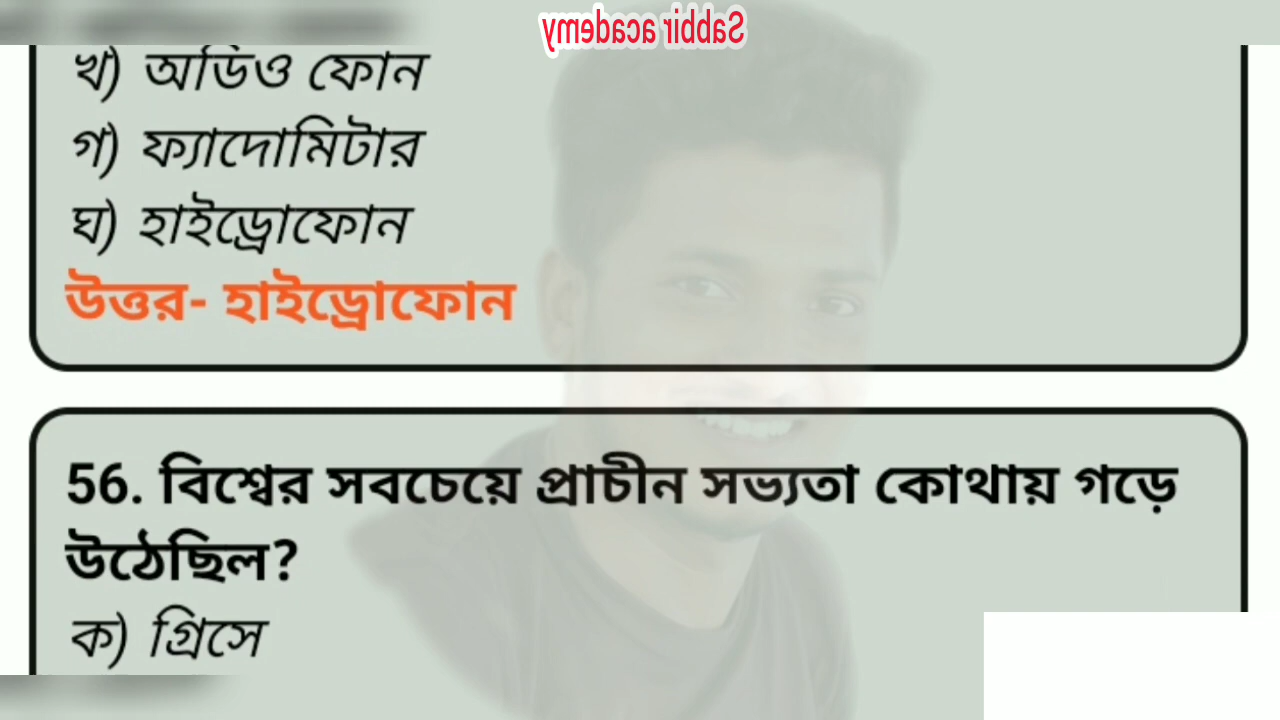 Sabbir academy
খ) অডিও ফোন
গ) ফ্যাদোমিটার
ঘ) হাইড্রোফোন
উত্তর- হাইড্রোফোন
56. বিশ্বের সবচেয়ে প্রাচীন সভ্যতা কোথায় গড়ে
উঠেছিল?
ক) গ্রিসে